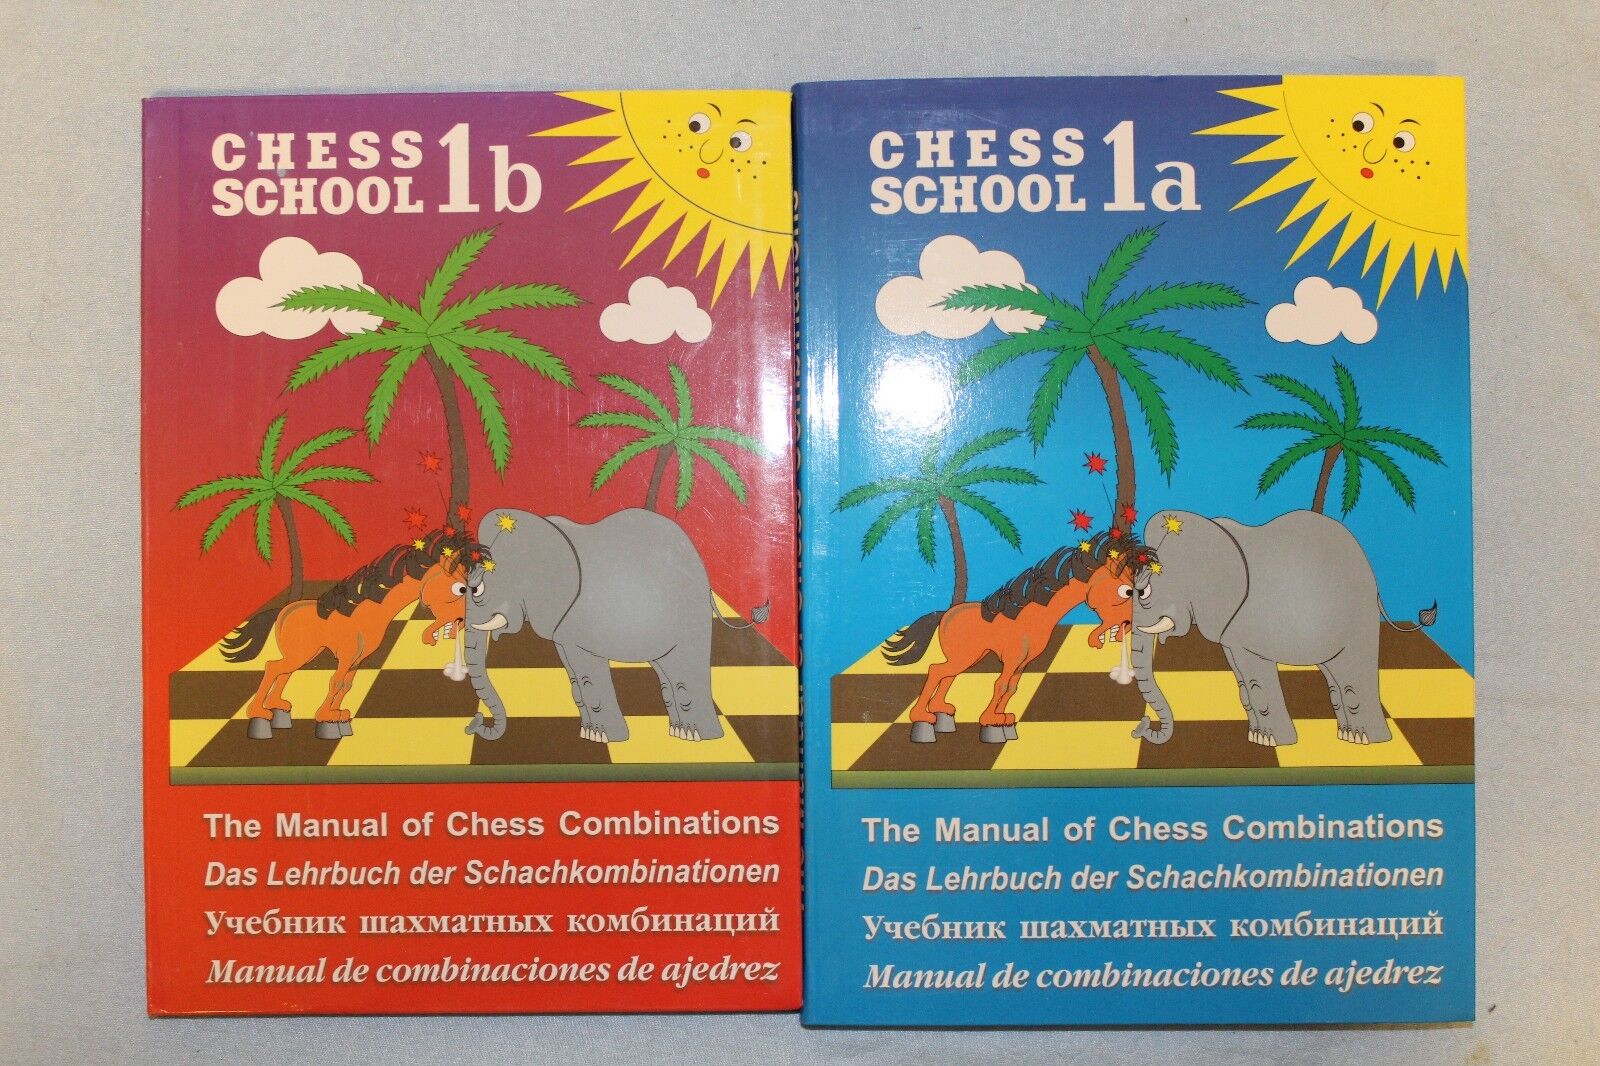 CHESS
SCHOOL 1b
The Manual of Chess Combinations
Das Lehrbuch der Schachkombinationen
Учебник шахматных комбинаций
Manual de combinaciones de ajedrez
CHESS
SCHOOL 1a
The Manual of Chess Combinations
Das Lehrbuch der Schachkombinationen
Учебник шахматных комбинаций
Manual de combinaciones de ajedrez